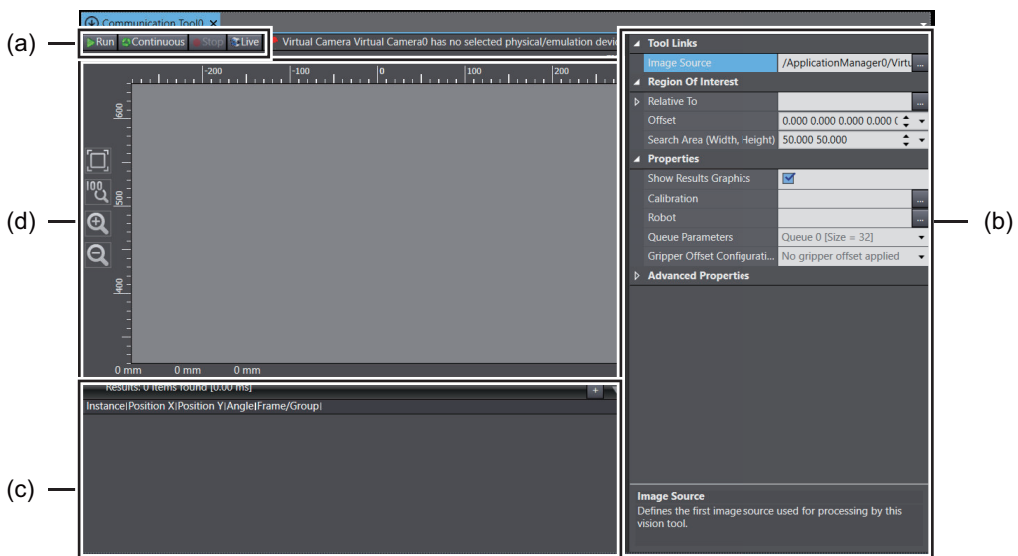 Communication Tool0 ×
(a)
Run Continuous Stop Live
Virtual Camera Virtual Camera0 has no selected physical/emulation devi
-200 -100 0 100 200
600
500
400
100
(d)
0 mm 0 mm 0 mm
Results: 0 items found [0.00 ms]
+
Instance|Position X|Position Y|Angle|Frame/Group|
(c)
Tool Links
Image Source /ApplicationManager0/Virtu ...
Region Of Interest
Relative To ...
Offset 0.000 0.000 0.000 0.000 (
Search Area (Width, Height) 50.000 50.000
Properties
Show Results Graphics
Calibration ...
Robot ...
(b)
Queue Parameters Queue 0 [Size = 32]
Gripper Offset Configurati... No gripper offset applied
Advanced Properties
Image Source
Defines the first image source used for processing by this
vision tool.